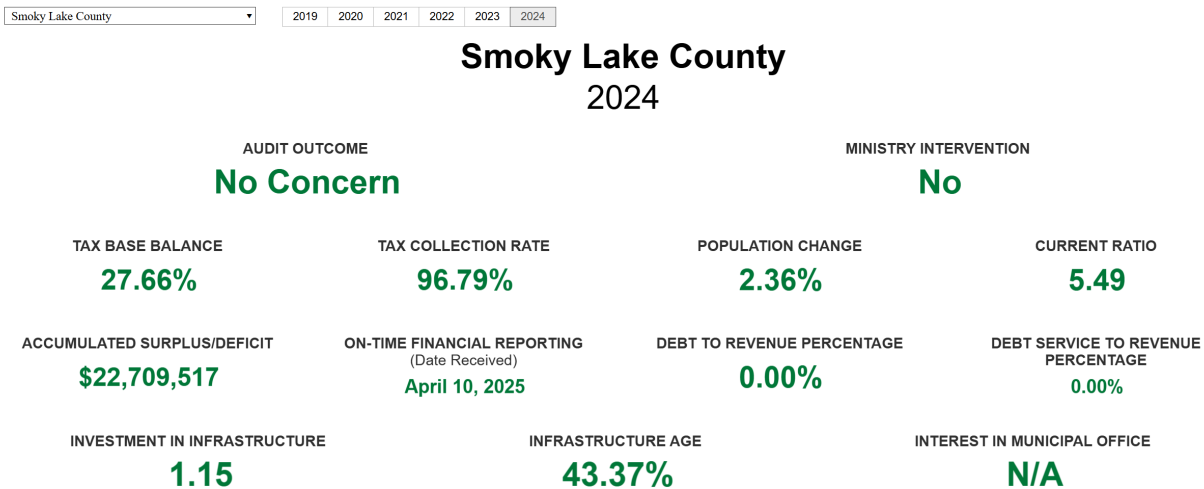 Smoky Lake County
2019 2020 2021 2022 2023 2024
Smoky Lake County
2024
AUDIT OUTCOME
No Concern
MINISTRY INTERVENTION
No
TAX BASE BALANCE
27.66%
TAX COLLECTION RATE
96.79%
POPULATION CHANGE
2.36%
CURRENT RATIO
5.49
ACCUMULATED SURPLUS/DEFICIT
$22,709,517
ON-TIME FINANCIAL REPORTING
(Date Received)
April 10, 2025
DEBT TO REVENUE PERCENTAGE
0.00%
DEBT SERVICE TO REVENUE
PERCENTAGE
0.00%
INVESTMENT IN INFRASTRUCTURE
1.15
INFRASTRUCTURE AGE
43.37%
INTEREST IN MUNICIPAL OFFICE
N/A